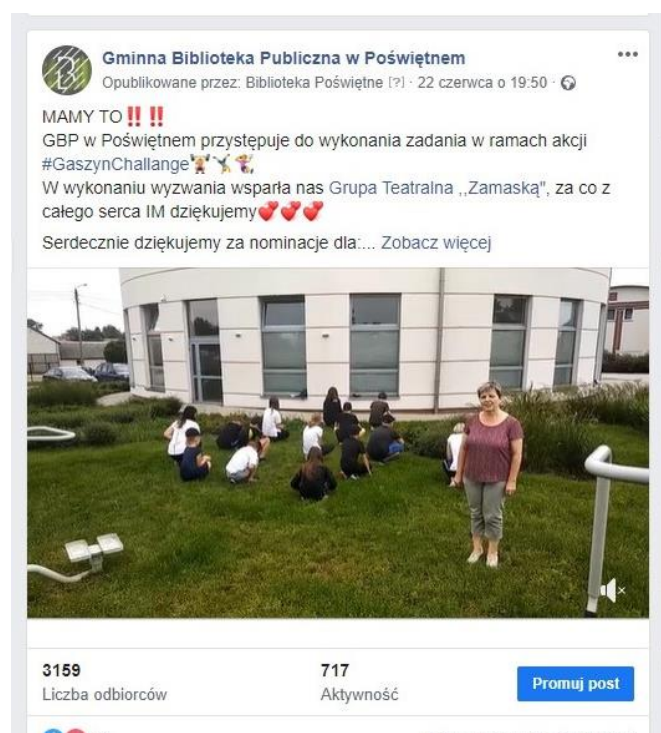 Gminna Biblioteka Publiczna w Poświętnem
Opublikowane przez: Biblioteka Poświętne [?] · 22 czerwca o 19:50 ·
MAMY TO‼️ ‼️
GBP w Poświętnem przystępuje do wykonania zadania w ramach akcji
#GaszynChallange🏋️🤸🤾
W wykonaniu wyzwania wsparła nas Grupa Teatralna ,,Zamaską", za co z
całego serca IM dziękujemy💕💕💕
Serdecznie dziękujemy za nominacje dla:... Zobacz więcej
3159
Liczba odbiorców
717
Aktywność
Promuj post